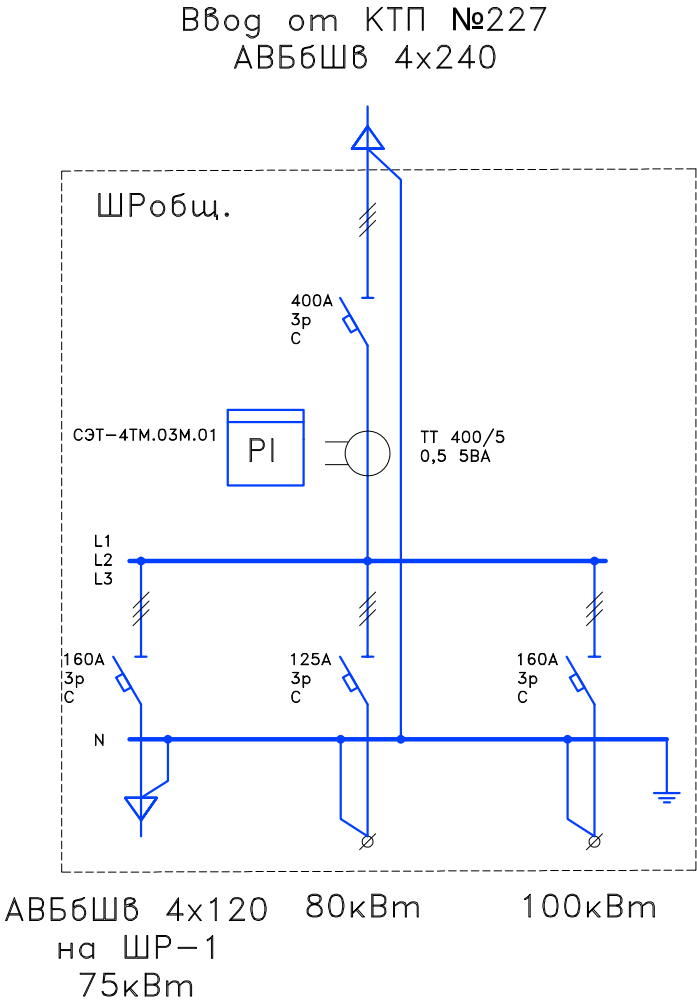 Ввод от КТП №227
АВБбШв 4х240
ШРобщ.
400А
3р
С
СЭТ-4ТМ.03М.01
PI
ТТ 400/5
0,5 5ВА
L1
L2
L3
160А
3р
С
125А
3р
С
160А
3р
С
N
АВБбШв 4х120
на ШР-1
75кВт
80кВт
100кВт